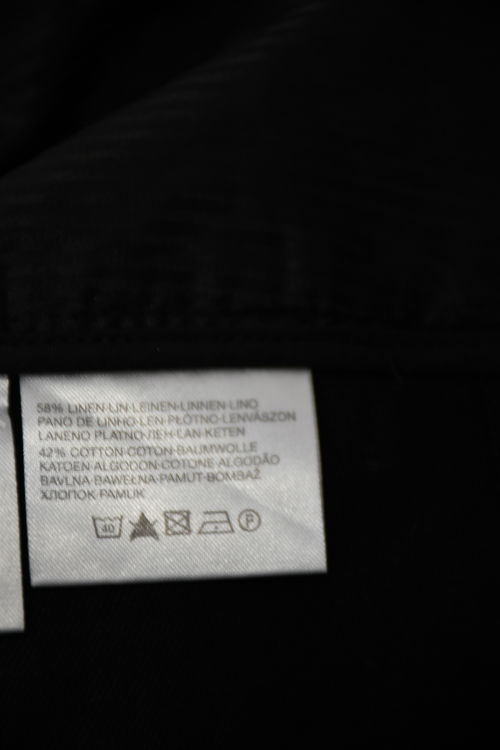 58% LINEN·LIN·LEINEN·LINNEN·LINO
PANO DE LINHO·LEN·PŁÓTNO·LENVÁSZON
LANENO PLATNO·ЛЕН·LAN·KETEN
42% COTTON·COTON·BAUMWOLLE
KATOEN·ALGODON·COTONE·ALGODÃO
BAVLNA·BAWEŁNA·PAMUT·BOMBAŽ
ХЛОПОК·PAMUK
40 P